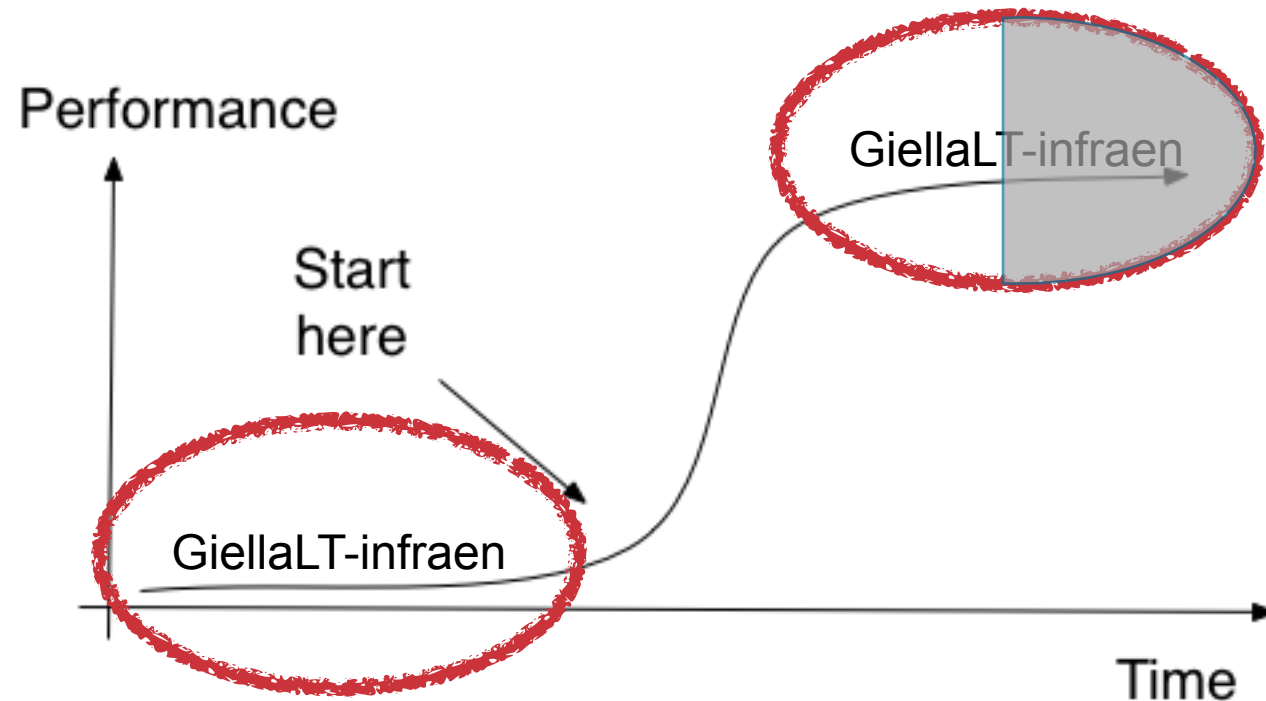 Performance
GiellaLT-infraen
Start
here
GiellaLT-infraen
Time